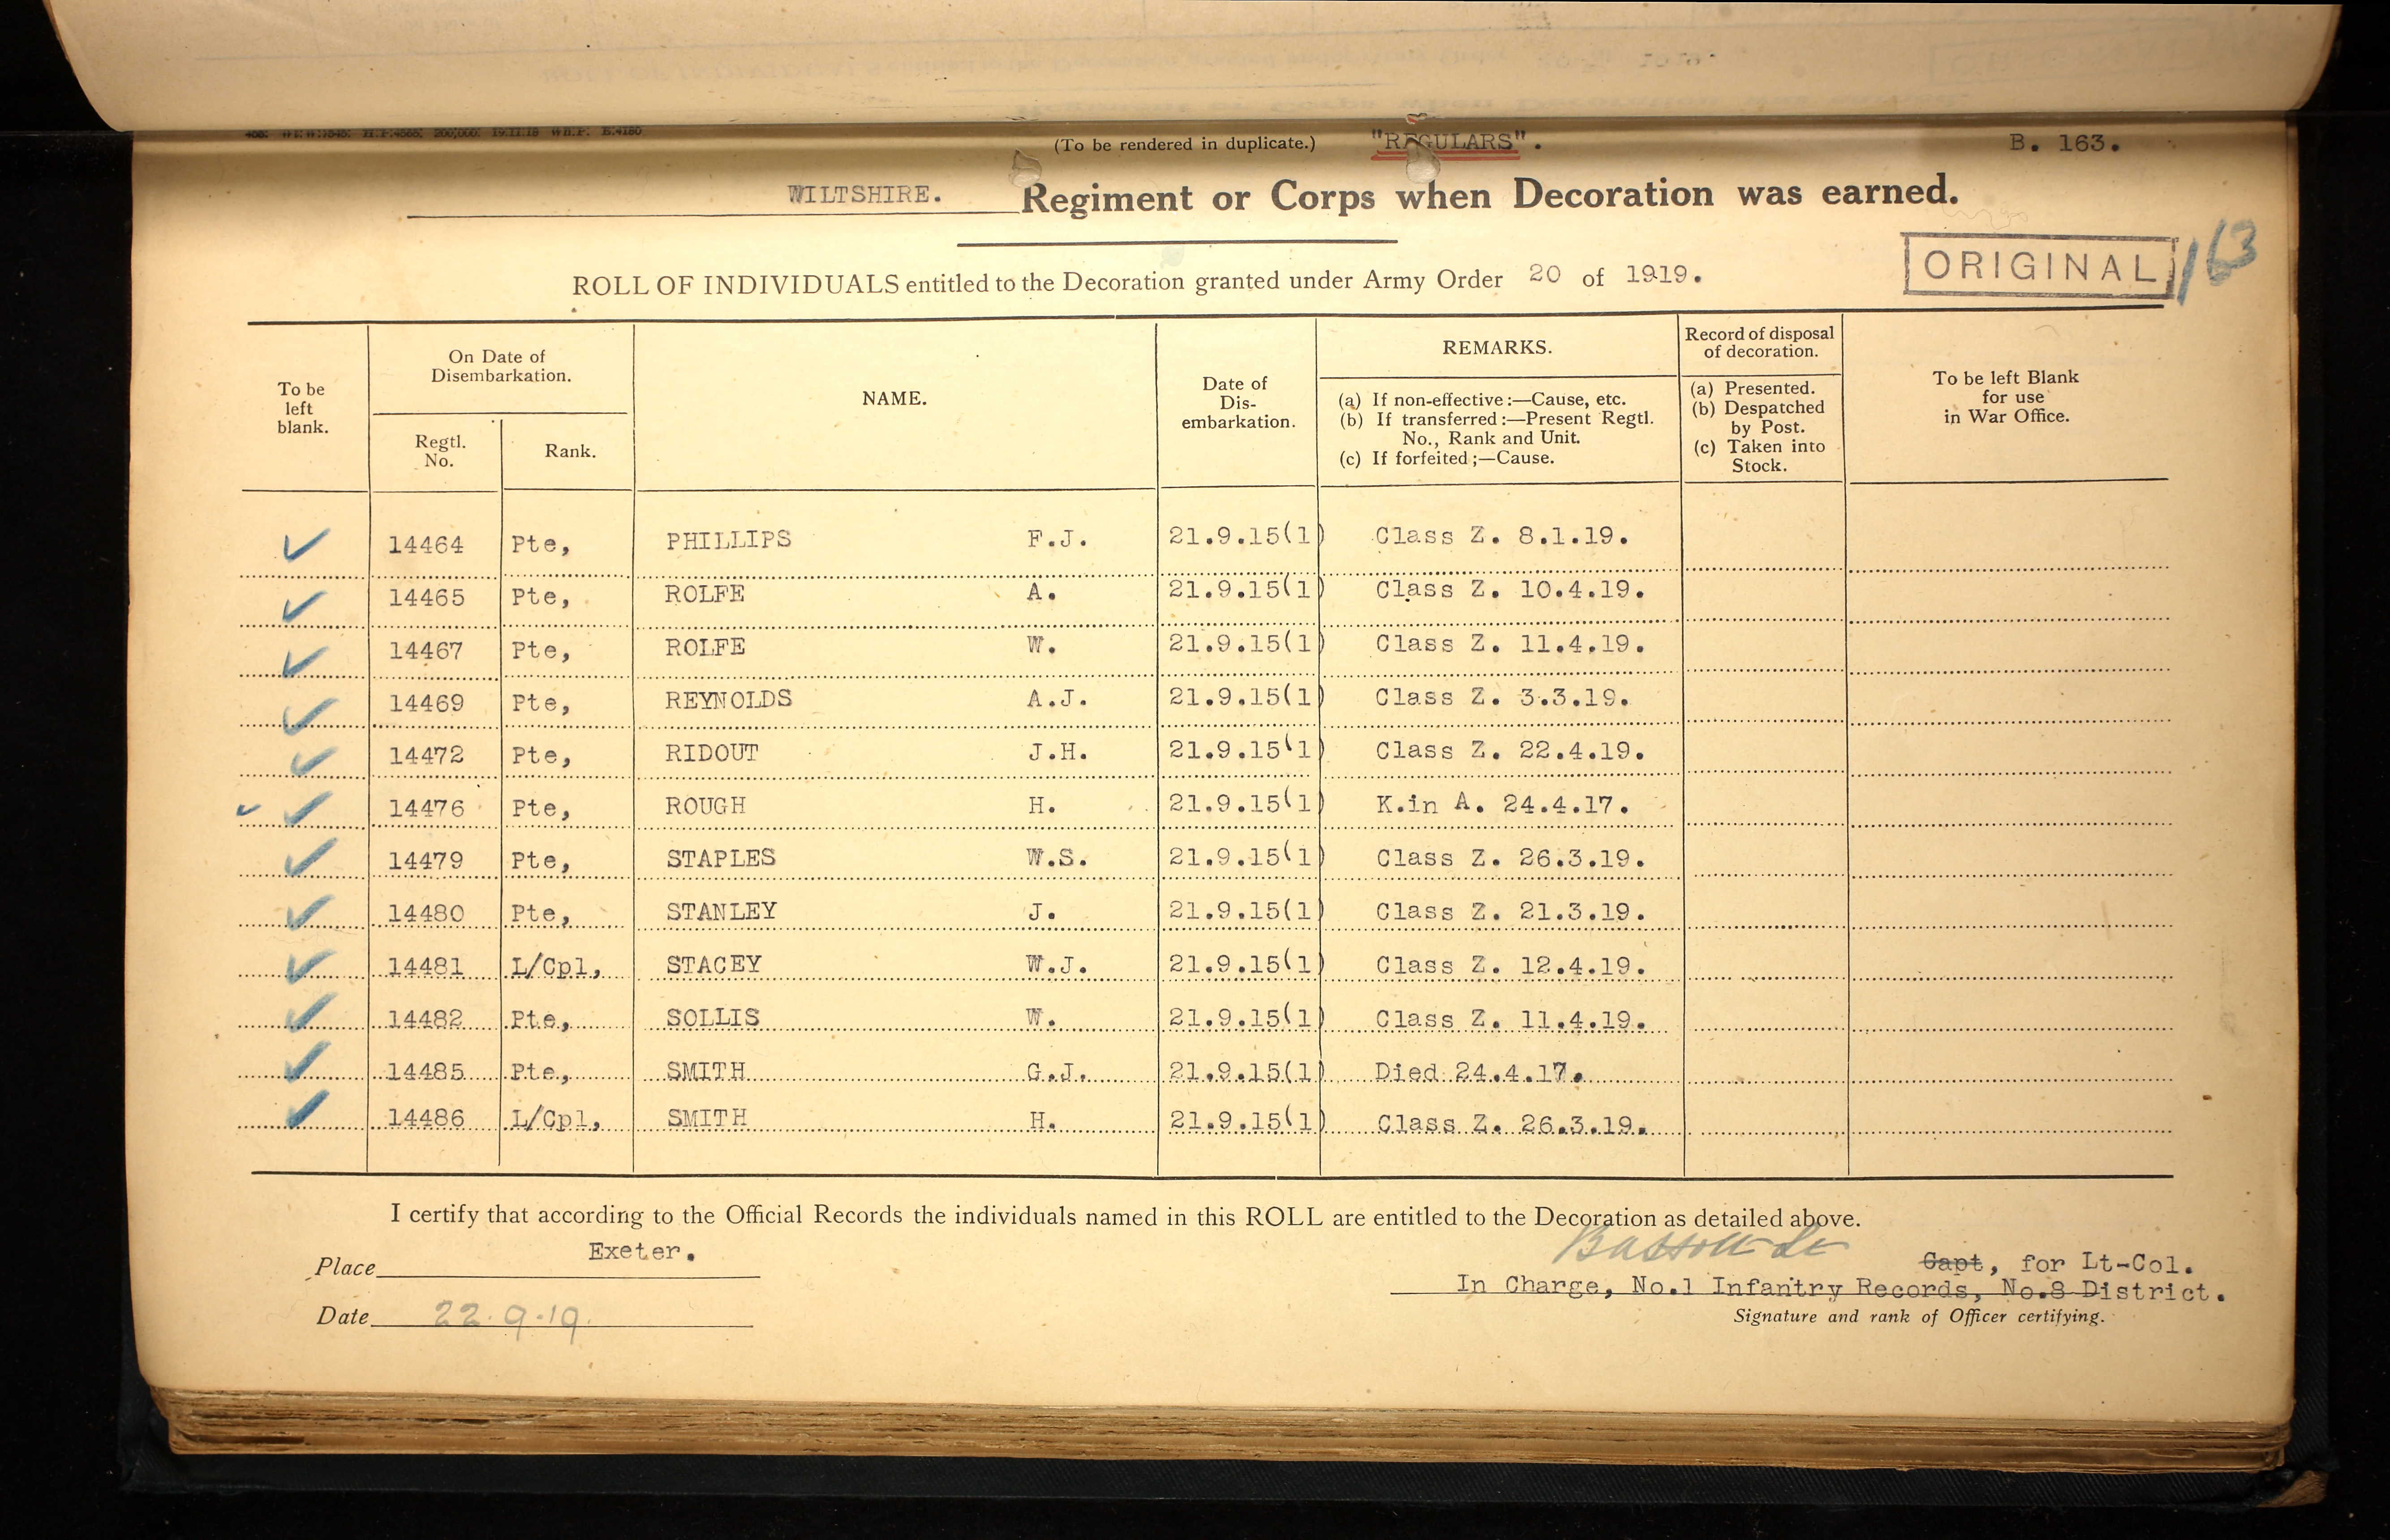 (To be rendered in duplicate.) "REGULARS". B. 163.
WILTSHIRE. Regiment or Corps when Decoration was earned.
ORIGINAL 163
ROLL OF INDIVIDUALS entitled to the Decoration granted under Army Order 20 of 1919.
To be left blank.
On Date of Disembarkation.
Regtl. No.
Rank.
NAME.
Date of Dis-embarkation.
REMARKS.
(a) If non-effective:—Cause, etc.
(b) If transferred:—Present Regtl. No., Rank and Unit.
(c) If forfeited;—Cause.
Record of disposal of decoration.
(a) Presented.
(b) Despatched by Post.
(c) Taken into Stock.
To be left Blank for use in War Office.
14464 Pte, PHILLIPS F.J. 21.9.15(1) Class Z. 8.1.19.
14465 Pte, ROLFE A. 21.9.15(1) Class Z. 10.4.19.
14467 Pte, ROLFE W. 21.9.15(1) Class Z. 11.4.19.
14469 Pte, REYNOLDS A.J. 21.9.15(1) Class Z. 3.3.19.
14472 Pte, RIDOUT J.H. 21.9.15(1) Class Z. 22.4.19.
14476 Pte, ROUGH H. 21.9.15(1) K.in A. 24.4.17.
14479 Pte, STAPLES W.S. 21.9.15(1) Class Z. 26.3.19.
14480 Pte, STANLEY J. 21.9.15(1) Class Z. 21.3.19.
14481 L/Cpl, STACEY W.J. 21.9.15(1) Class Z. 12.4.19.
14482 Pte, SOLLIS W. 21.9.15(1) Class Z. 11.4.19.
14485 Pte, SMITH G.J. 21.9.15(1) Died 24.4.17.
14486 L/Cpl, SMITH H. 21.9.15(1) Class Z. 26.3.19.
I certify that according to the Official Records the individuals named in this ROLL are entitled to the Decoration as detailed above.
Place Exeter.
Capt, for Lt-Col.
In Charge, No.1 Infantry Records, No.8 District.
Date 22.9.19.
Signature and rank of Officer certifying.